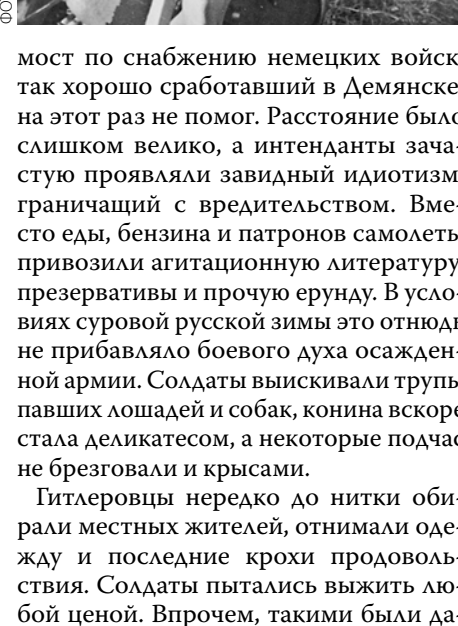 ФО
мост по снабжению немецких войск
так хорошо сработавший в Демянске
на этот раз не помог. Расстояние было
слишком велико, а интенданты зача-
стую проявляли завидный идиотизм
граничащий с вредительством. Вме-
сто еды, бензина и патронов самолеты
привозили агитационную литературу
презервативы и прочую ерунду. В усло-
виях суровой русской зимы это отнюдь
не прибавляло боевого духа осажден-
ной армии. Солдаты выискивали трупы
павших лошадей и собак, конина вскоре
стала деликатесом, а некоторые подчас
не брезговали и крысами.
Гитлеровцы нередко до нитки оби-
рали местных жителей, отнимали оде-
жду и последние крохи продоволь-
ствия. Солдаты пытались выжить лю-
бой ценой. Впрочем, такими были да-